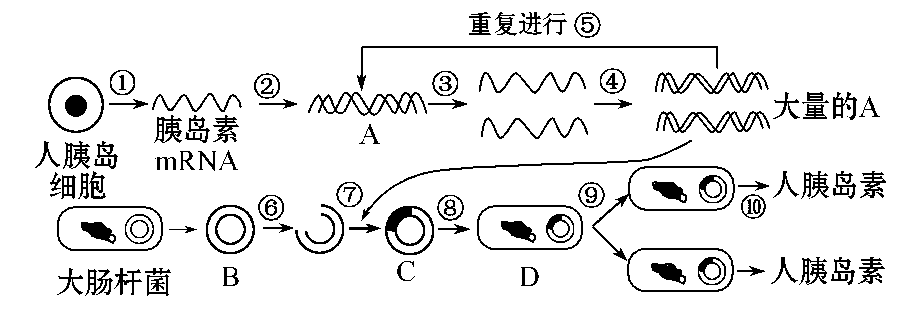 重复进行⑤
① ② ③ ④
A
大量的A
胰岛素
mRNA
人胰岛
细胞
⑥ ⑦ ⑧ ⑨ ⑩
人胰岛素
大肠杆菌
B
C
D
人胰岛素